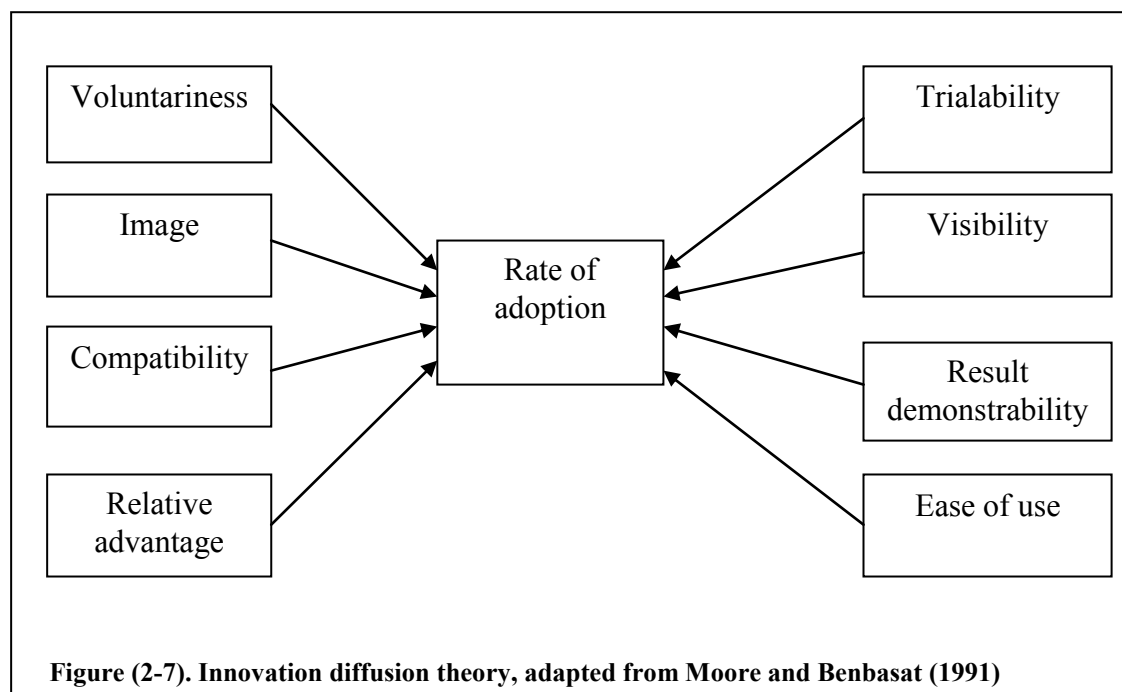 Voluntariness
Image
Compatibility
Relative
advantage
Rate of
adoption
Trialability
Visibility
Result
demonstrability
Ease of use
Figure (2-7). Innovation diffusion theory, adapted from Moore and Benbasat (1991)